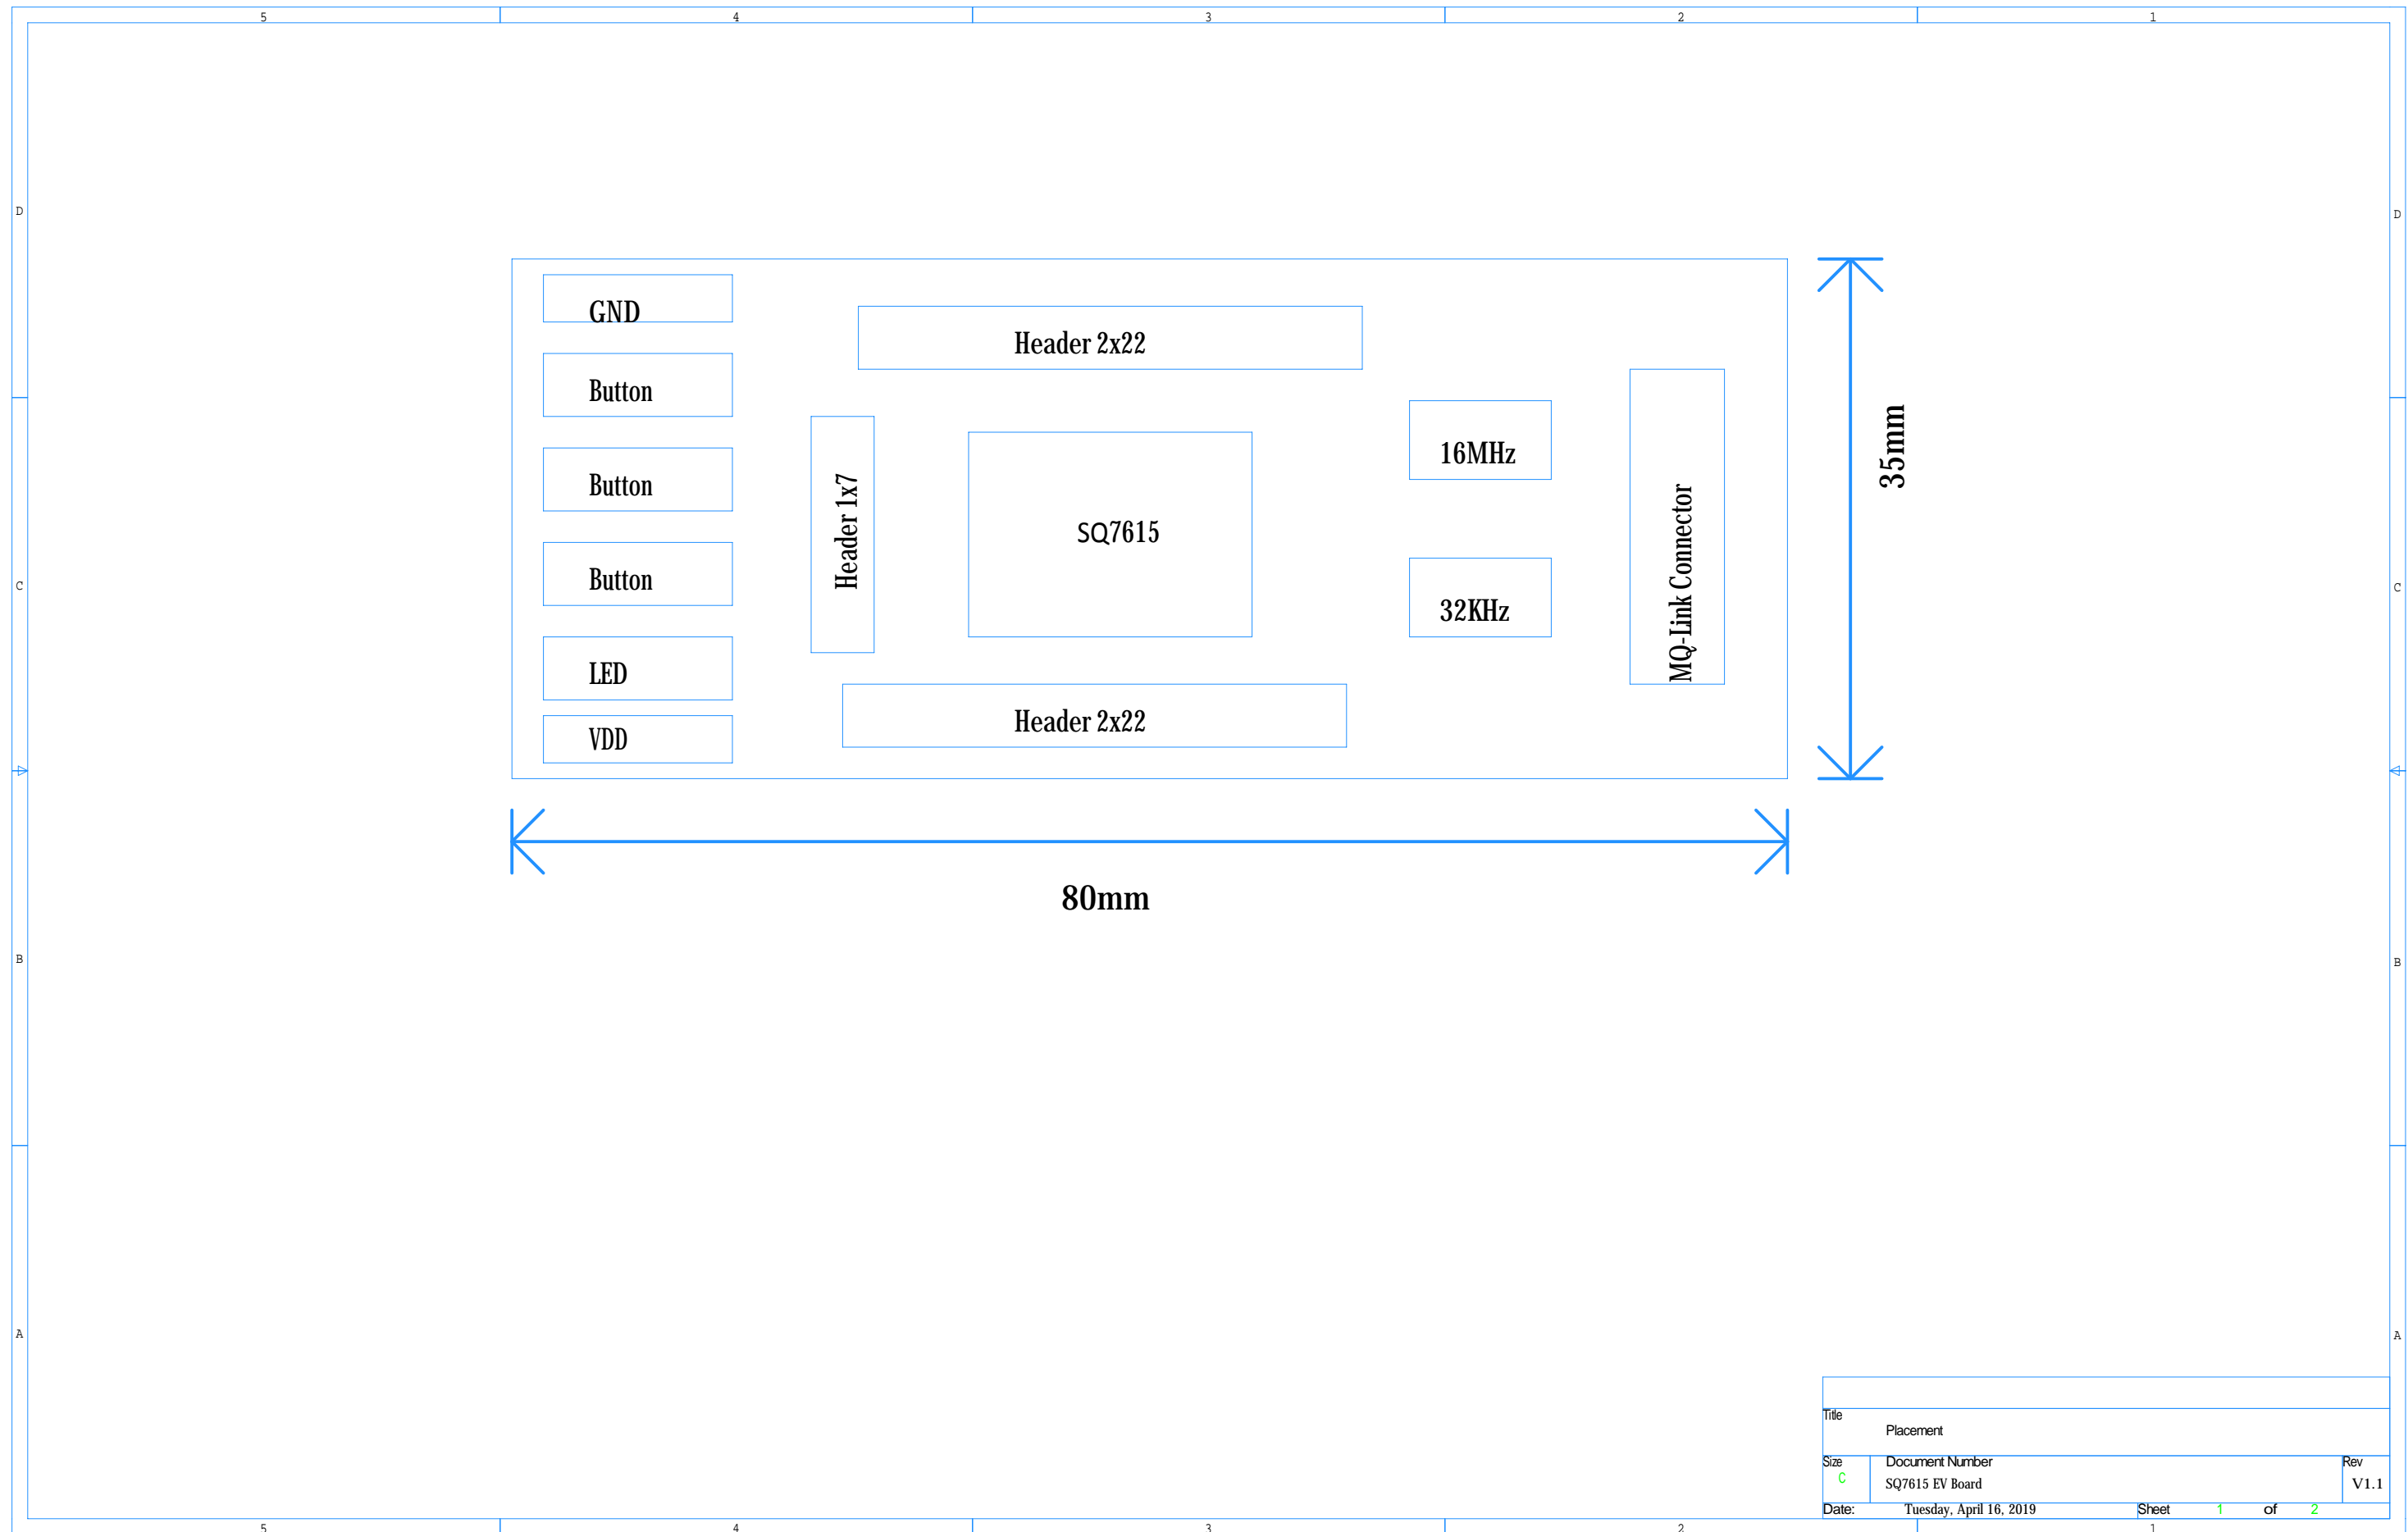 5 4 3 2 1
D D
GND
Header 2x22
Button
16MHz
35mm
Header 1x7
Button
SQ7615
MQ-Link Connector
C C
Button
32KHz
LED
Header 2x22
VDD
80mm
B B
A A
Title
Placement
Size Document Number Rev
C SQ7615 EV Board V1.1
Date: Tuesday, April 16, 2019 Sheet 1 of 2
5 4 3 2 1